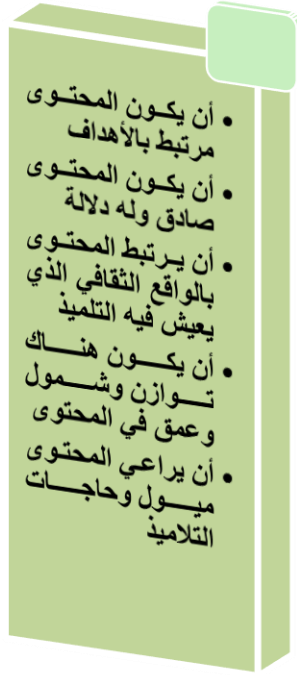 • أن يكون المحتوى
مرتبط بالأهداف
• أن يكون المحتوى
صادق وله دلالة
• أن يرتبط المحتوى
بالواقع الثقافي الذي
يعيش فيه التلميذ
• أن يكون هناك
توازن وشمول
وعمق في المحتوى
• أن يراعي المحتوى
ميول وحاجات
التلاميذ